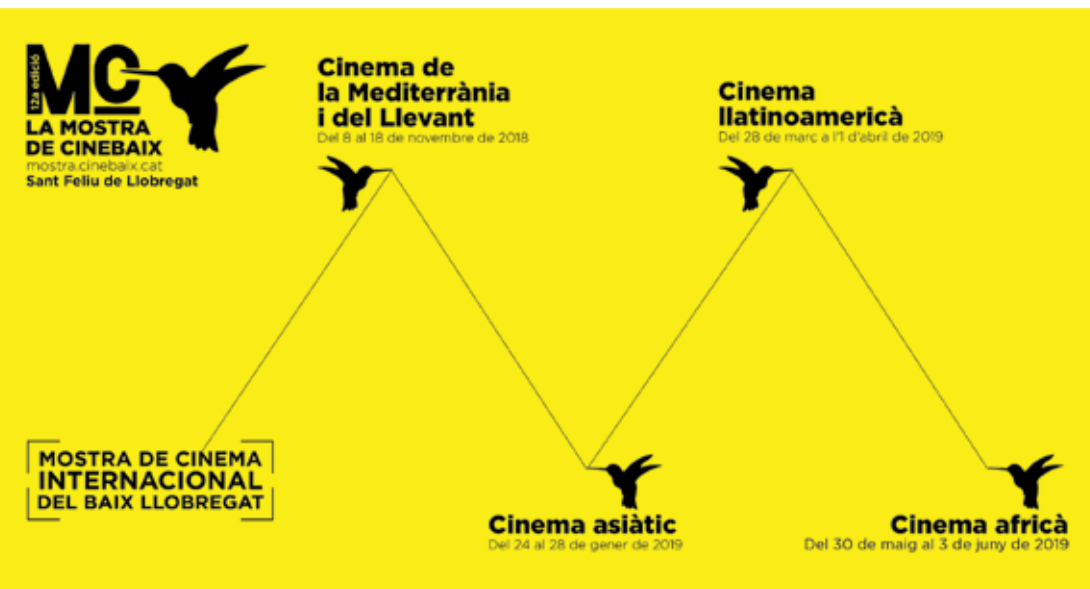 12a edició
MC
LA MOSTRA
DE CINEBAIX
mostra.cinebaix.cat
Sant Feliu de Llobregat
Cinema de
la Mediterrània
i del Llevant
Del 8 al 18 de novembre de 2018
Cinema
llatinoamericà
Del 28 de març a l'1 d'abril de 2019
MOSTRA DE CINEMA
INTERNACIONAL
DEL BAIX LLOBREGAT
Cinema asiàtic
Del 24 al 28 de gener de 2019
Cinema africà
Del 30 de maig al 3 de juny de 2019